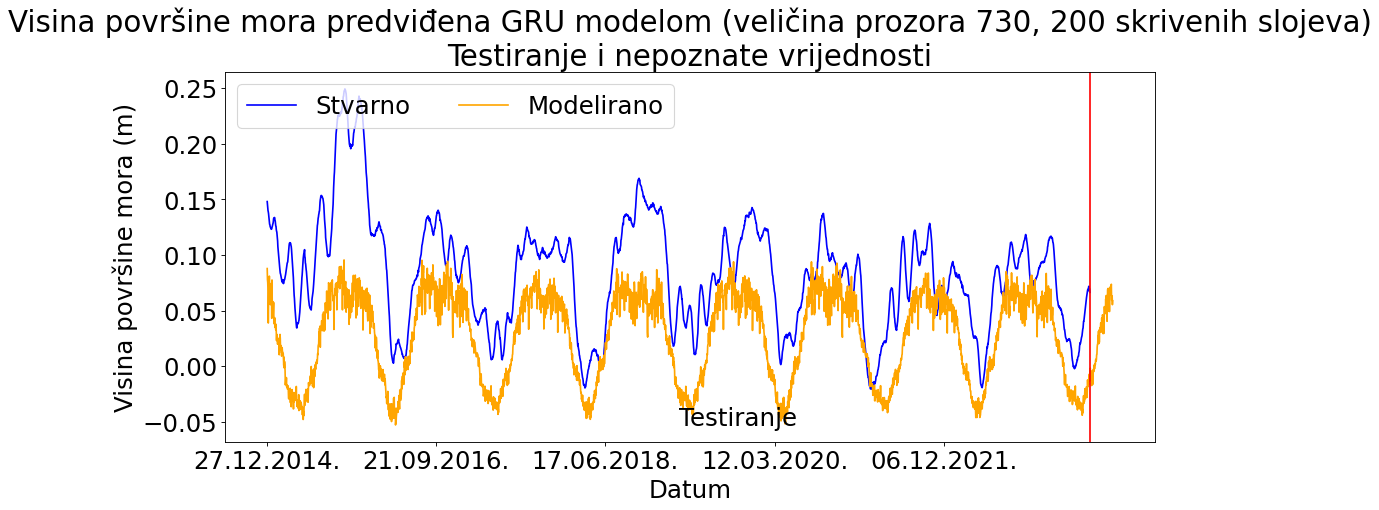 Visina površine mora predviđena GRU modelom (veličina prozora 730, 200 skrivenih slojeva)
Testiranje i nepoznate vrijednosti
Stvarno
Modelirano
Visina površine mora (m)
0.25
0.20
0.15
0.10
0.05
0.00
−0.05
Testiranje
27.12.2014.
21.09.2016.
17.06.2018.
12.03.2020.
06.12.2021.
Datum